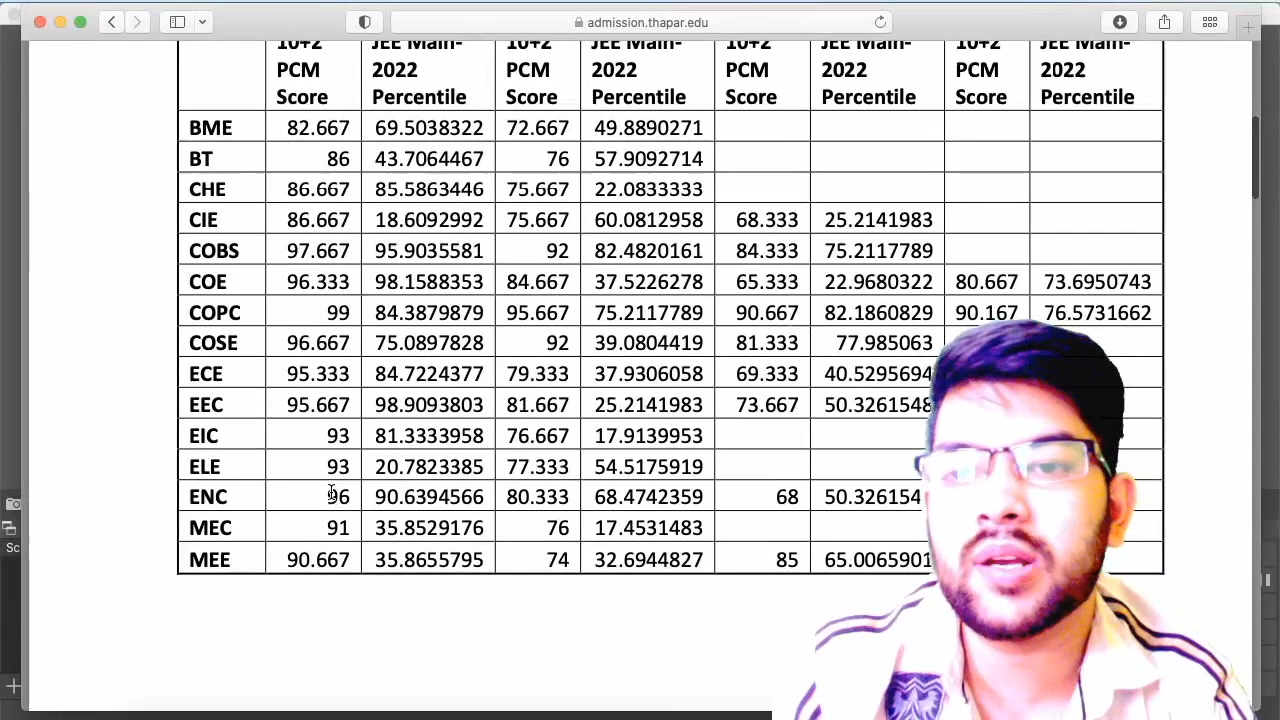 admission.thapar.edu
10+2 JEE Main- 10+2 JEE Main- 10+2 JEE Main- 10+2 JEE Main-
PCM 2022 PCM 2022 PCM 2022 PCM 2022
Score Percentile Score Percentile Score Percentile Score Percentile
BME 82.667 69.5038322 72.667 49.8890271
BT 86 43.7064467 76 57.9092714
CHE 86.667 85.5863446 75.667 22.0833333
CIE 86.667 18.6092992 75.667 60.0812958 68.333 25.2141983
COBS 97.667 95.9035581 92 82.4820161 84.333 75.2117789
COE 96.333 98.1588353 84.667 37.5226278 65.333 22.9680322 80.667 73.6950743
COPC 99 84.3879879 95.667 75.2117789 90.667 82.1860829 90.167 76.5731662
COSE 96.667 75.0897828 92 39.0804419 81.333 77.985063
ECE 95.333 84.7224377 79.333 37.9306058 69.333 40.5295694
EEC 95.667 98.9093803 81.667 25.2141983 73.667 50.3261548
EIC 93 81.3333958 76.667 17.9139953
ELE 93 20.7823385 77.333 54.5175919
ENC 96 90.6394566 80.333 68.4742359 68 50.326154
Sc
MEC 91 35.8529176 76 17.4531483
MEE 90.667 35.8655795 74 32.6944827 85 65.0065901